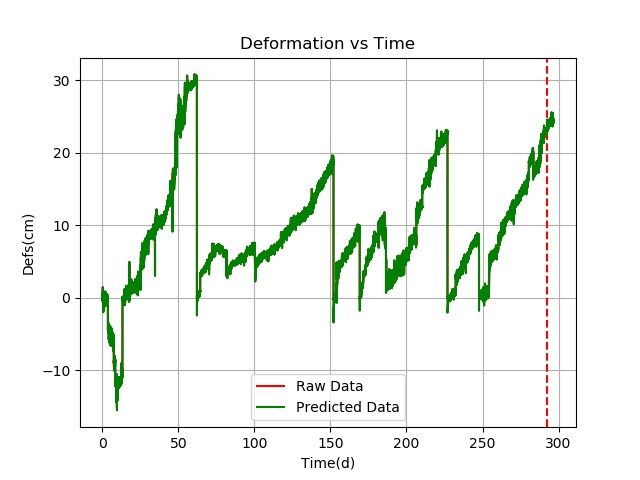 Deformation vs Time
30
20
10
0
−10
Defs(cm)
Raw Data
Predicted Data
0 50 100 150 200 250 300
Time(d)